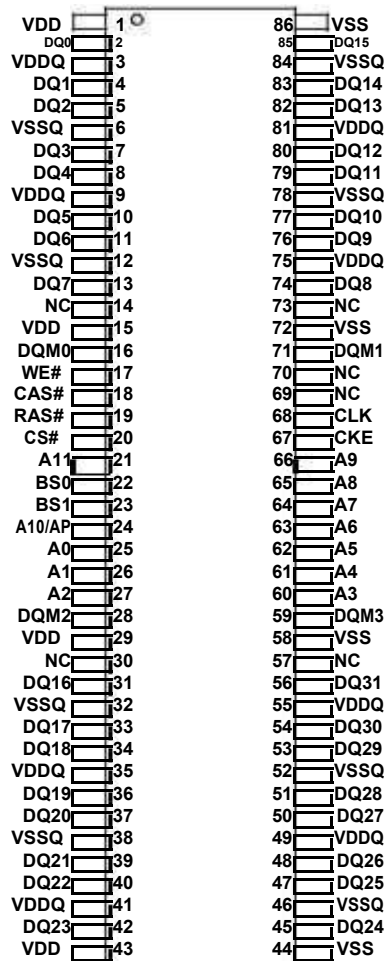 VDD 1 86 VSS
DQ0 2 85 DQ15
VDDQ 3 84 VSSQ
DQ1 4 83 DQ14
DQ2 5 82 DQ13
VSSQ 6 81 VDDQ
DQ3 7 80 DQ12
DQ4 8 79 DQ11
VDDQ 9 78 VSSQ
DQ5 10 77 DQ10
DQ6 11 76 DQ9
VSSQ 12 75 VDDQ
DQ7 13 74 DQ8
NC 14 73 NC
VDD 15 72 VSS
DQM0 16 71 DQM1
WE# 17 70 NC
CAS# 18 69 NC
RAS# 19 68 CLK
CS# 20 67 CKE
A11 21 66 A9
BS0 22 65 A8
BS1 23 64 A7
A10/AP 24 63 A6
A0 25 62 A5
A1 26 61 A4
A2 27 60 A3
DQM2 28 59 DQM3
VDD 29 58 VSS
NC 30 57 NC
DQ16 31 56 DQ31
VSSQ 32 55 VDDQ
DQ17 33 54 DQ30
DQ18 34 53 DQ29
VDDQ 35 52 VSSQ
DQ19 36 51 DQ28
DQ20 37 50 DQ27
VSSQ 38 49 VDDQ
DQ21 39 48 DQ26
DQ22 40 47 DQ25
VDDQ 41 46 VSSQ
DQ23 42 45 DQ24
VDD 43 44 VSS